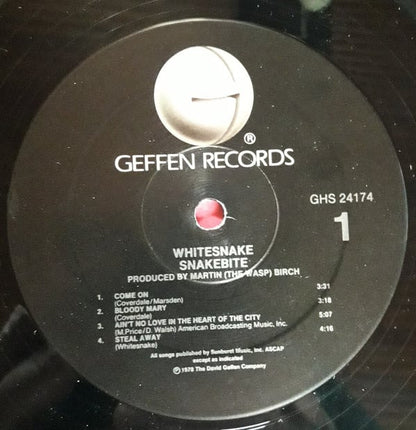 ®
GEFFEN RECORDS
GHS 24174
1
WHITESNAKE
SNAKEBITE
PRODUCED BY MARTIN (THE WASP) BIRCH
1. COME ON 3:31
(Coverdale/Marsden)
2. BLOODY MARY 3:18
(Coverdale)
3. AIN'T NO LOVE IN THE HEART OF THE CITY 5:07
(M.Price/D. Walsh) American Broadcasting Music, Inc.
4. STEAL AWAY 4:16
(Whitesnake)
All songs published by Sunburst Music, Inc. ASCAP
except as indicated
© 1978 The David Geffen Company